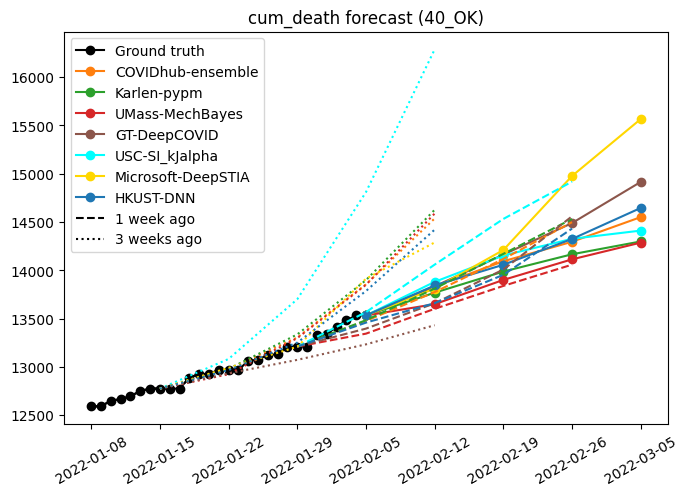 cum_death forecast (40_OK)
16000
15500
15000
14500
14000
13500
13000
12500
Ground truth
COVIDhub-ensemble
Karlen-pypm
UMass-MechBayes
GT-DeepCOVID
USC-SI_kJalpha
Microsoft-DeepSTIA
HKUST-DNN
1 week ago
3 weeks ago
2022-01-08
2022-01-15
2022-01-22
2022-01-29
2022-02-05
2022-02-12
2022-02-19
2022-02-26
2022-03-05